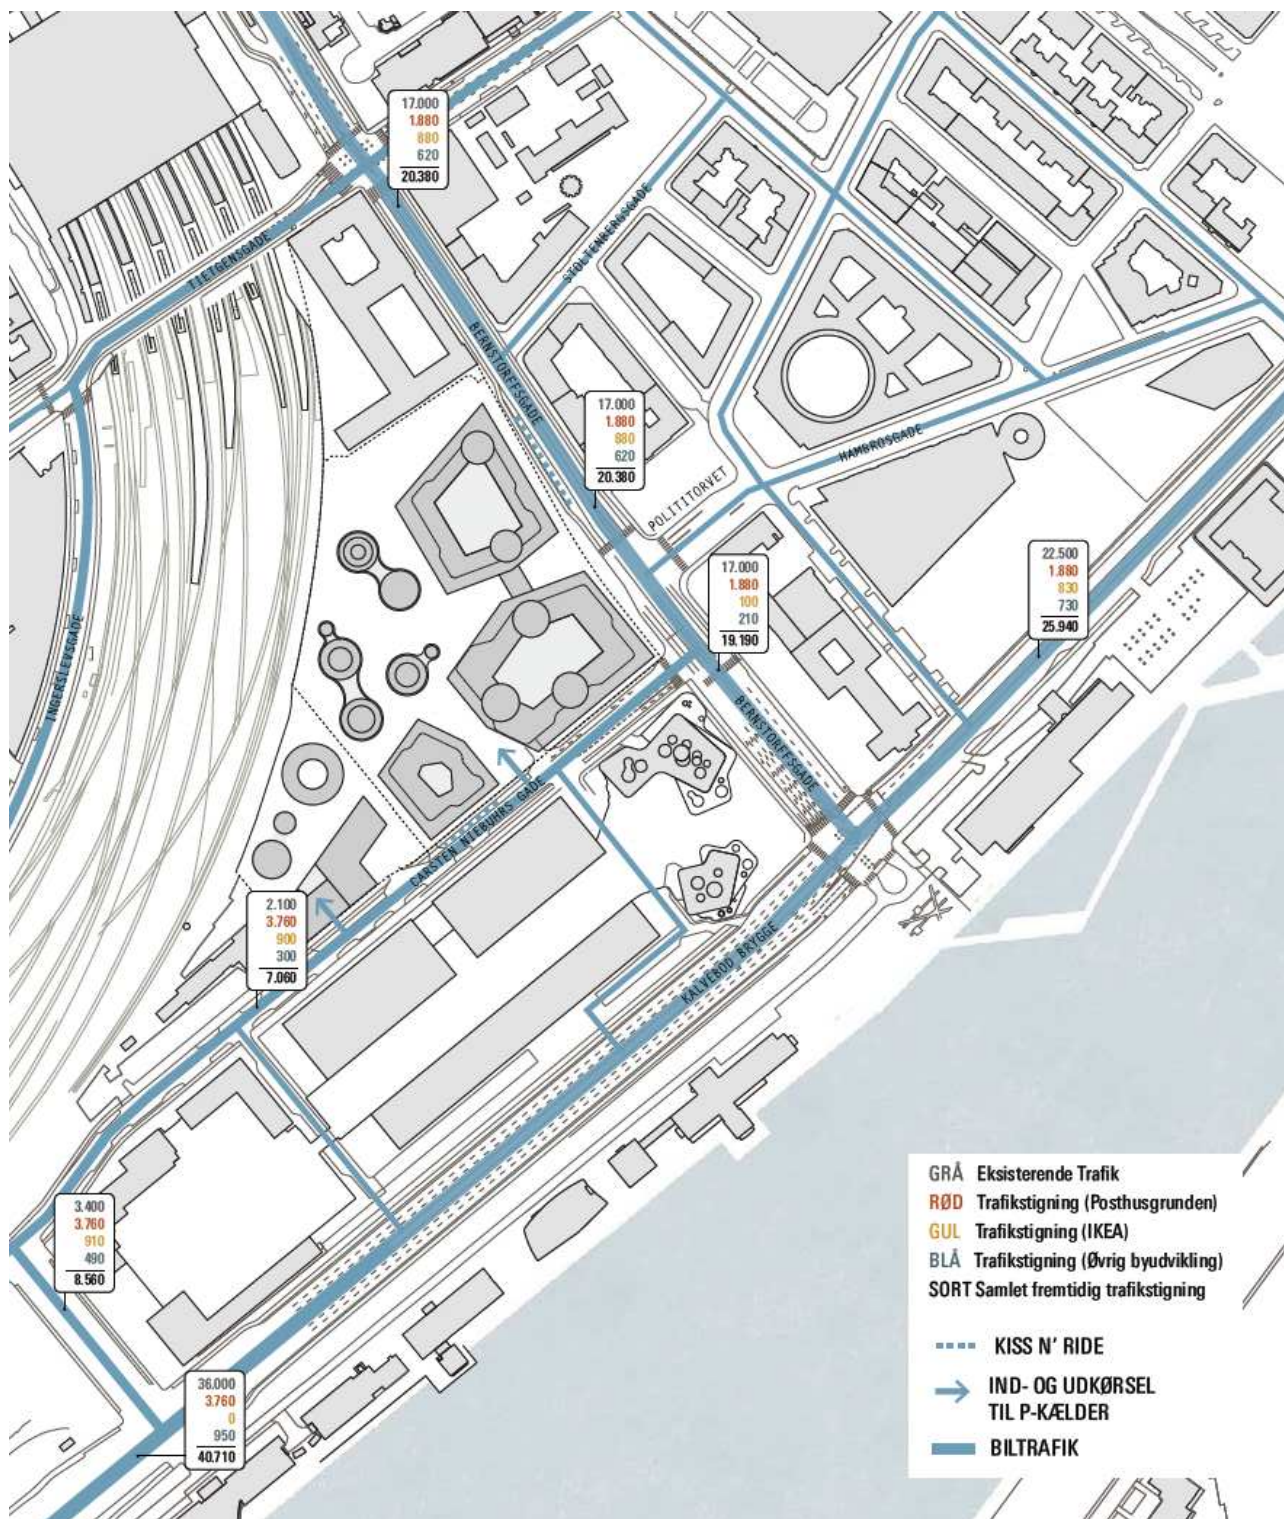 17.000
1.880
880
620
20.380
TIETGENSGADE
STOLTENBERGSGADE
BERNSTORFFSGADE
17.000
1.880
880
620
20.380
POLITITORVET
HAMBROSGADE
17.000
1.880
100
210
19.190
22.500
1.880
830
730
25.940
INGERSLEVSGADE
BERNSTORFFSGADE
CARSTEN NIEBUHRS GADE
2.100
3.760
900
300
7.060
KALVEBOD BRYGGE
3.400
3.760
910
490
8.560
36.000
3.760
0
950
40.710
GRÅ Eksisterende Trafik
RØD Trafikstigning (Posthusgrunden)
GUL Trafikstigning (IKEA)
BLÅ Trafikstigning (Øvrig byudvikling)
SORT Samlet fremtidig trafikstigning
KISS N' RIDE
IND- OG UDKØRSEL
TIL P-KÆLDER
BILTRAFIK